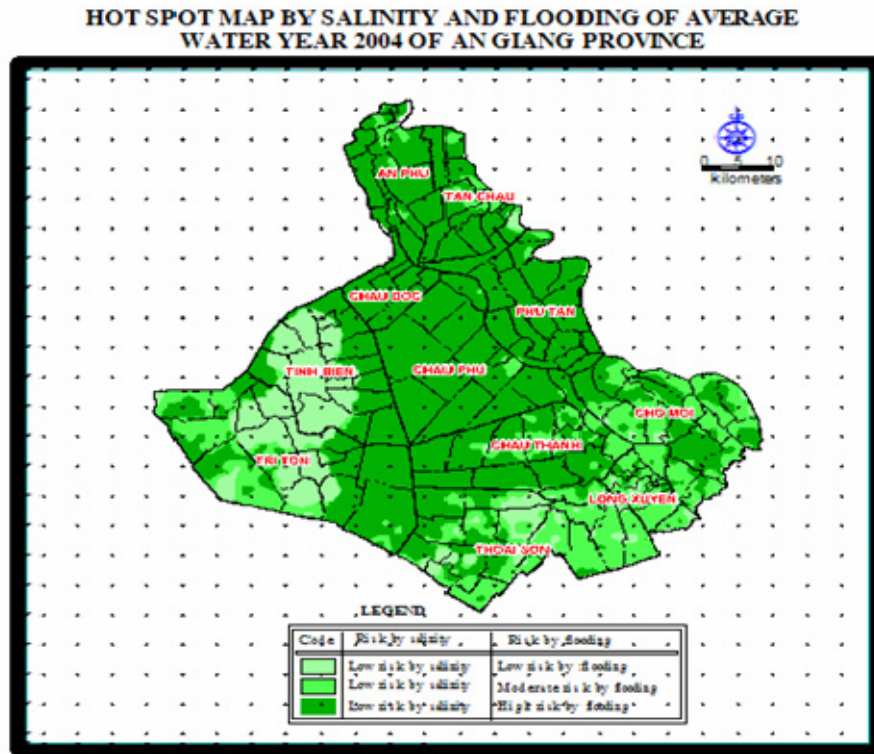 HOT SPOT MAP BY SALINITY AND FLOODING OF AVERAGE
WATER YEAR 2004 OF AN GIANG PROVINCE
0 5 10
kilometers
AN PHU
TAN CHAU
CHAU DOC
PHU TAN
TINH BIEN
CHAU PHU
CHO MOI
CHAU THANH
TRI TON
LONG XUYEN
THOAI SON
LEGEND
Code Risk by salinity Risk by flooding
Low risk by salinity Low risk by flooding
Low risk by salinity Moderate risk by flooding
Low risk by salinity High risk by flooding